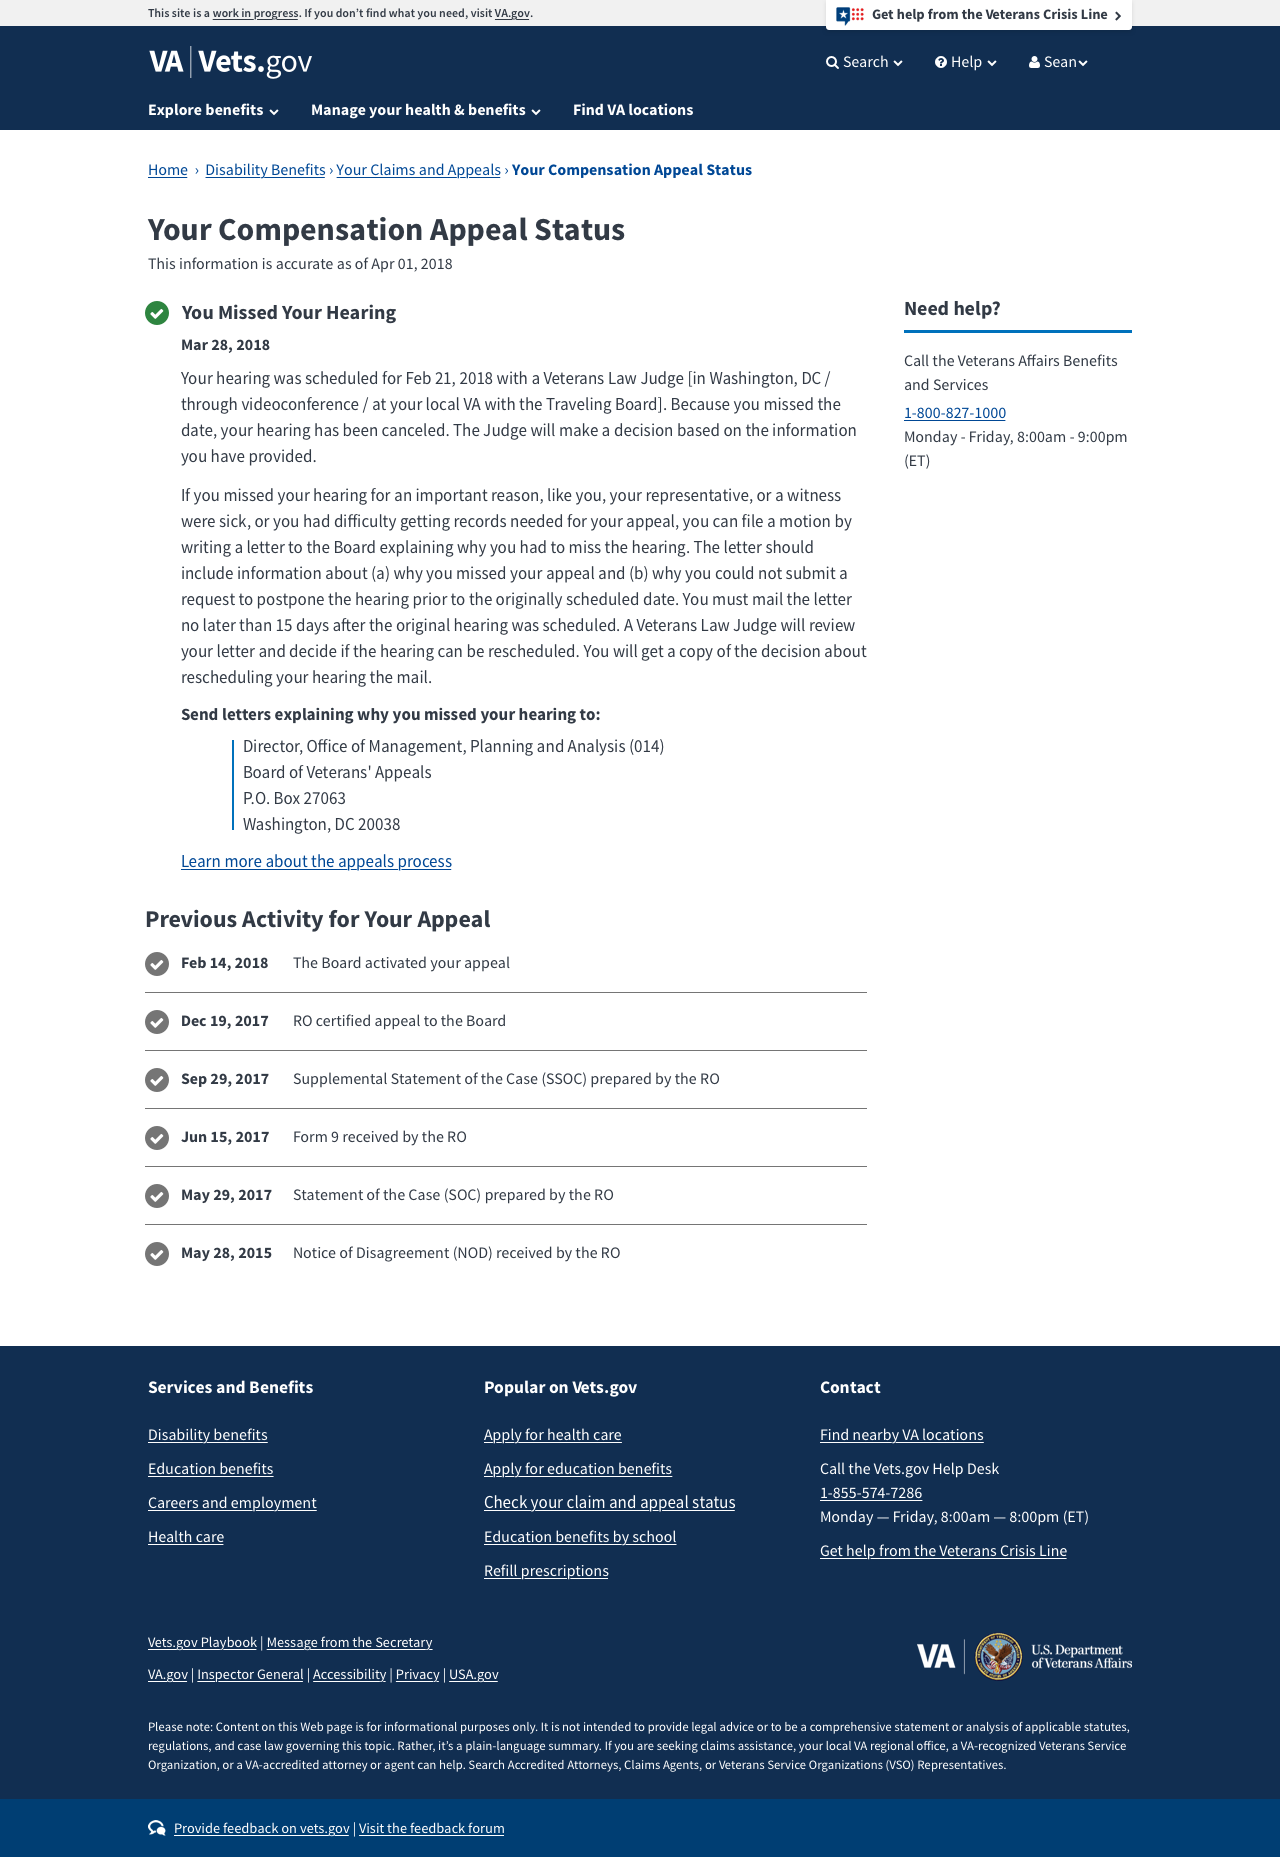 This site is a work in progress. If you don’t find what you need, visit VA.gov.
Get help from the Veterans Crisis Line
VA | Vets.gov
Search
Help
Sean
Explore benefits
Manage your health & benefits
Find VA locations
Home › Disability Benefits › Your Claims and Appeals › Your Compensation Appeal Status
Your Compensation Appeal Status
This information is accurate as of Apr 01, 2018
You Missed Your Hearing
Mar 28, 2018
Your hearing was scheduled for Feb 21, 2018 with a Veterans Law Judge [in Washington, DC /
through videoconference / at your local VA with the Traveling Board]. Because you missed the
date, your hearing has been canceled. The Judge will make a decision based on the information
you have provided.
If you missed your hearing for an important reason, like you, your representative, or a witness
were sick, or you had difficulty getting records needed for your appeal, you can file a motion by
writing a letter to the Board explaining why you had to miss the hearing. The letter should
include information about (a) why you missed your appeal and (b) why you could not submit a
request to postpone the hearing prior to the originally scheduled date. You must mail the letter
no later than 15 days after the original hearing was scheduled. A Veterans Law Judge will review
your letter and decide if the hearing can be rescheduled. You will get a copy of the decision about
rescheduling your hearing the mail.
Send letters explaining why you missed your hearing to:
Director, Office of Management, Planning and Analysis (014)
Board of Veterans' Appeals
P.O. Box 27063
Washington, DC 20038
Learn more about the appeals process
Need help?
Call the Veterans Affairs Benefits
and Services
1-800-827-1000
Monday - Friday, 8:00am - 9:00pm
(ET)
Previous Activity for Your Appeal
Feb 14, 2018 The Board activated your appeal
Dec 19, 2017 RO certified appeal to the Board
Sep 29, 2017 Supplemental Statement of the Case (SSOC) prepared by the RO
Jun 15, 2017 Form 9 received by the RO
May 29, 2017 Statement of the Case (SOC) prepared by the RO
May 28, 2015 Notice of Disagreement (NOD) received by the RO
Services and Benefits
Disability benefits
Education benefits
Careers and employment
Health care
Popular on Vets.gov
Apply for health care
Apply for education benefits
Check your claim and appeal status
Education benefits by school
Refill prescriptions
Contact
Find nearby VA locations
Call the Vets.gov Help Desk
1-855-574-7286
Monday — Friday, 8:00am — 8:00pm (ET)
Get help from the Veterans Crisis Line
Vets.gov Playbook | Message from the Secretary
VA.gov | Inspector General | Accessibility | Privacy | USA.gov
VA
U.S. Department
of Veterans Affairs
Please note: Content on this Web page is for informational purposes only. It is not intended to provide legal advice or to be a comprehensive statement or analysis of applicable statutes,
regulations, and case law governing this topic. Rather, it’s a plain-language summary. If you are seeking claims assistance, your local VA regional office, a VA-recognized Veterans Service
Organization, or a VA-accredited attorney or agent can help. Search Accredited Attorneys, Claims Agents, or Veterans Service Organizations (VSO) Representatives.
Provide feedback on vets.gov | Visit the feedback forum